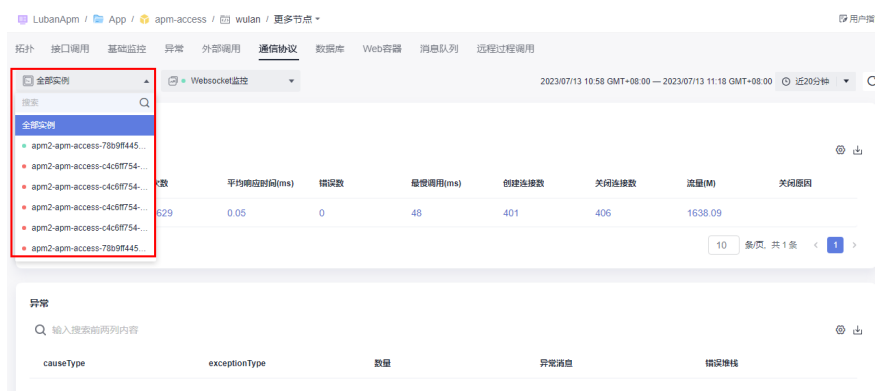 LubanApm / App / apm-access / wulan / 更多节点
用户指
拓扑 接口调用 基础监控 异常 外部调用 通信协议 数据库 Web容器 消息队列 远程过程调用
全部实例 Websocket监控 2023/07/13 10:58 GMT+08:00 — 2023/07/13 11:18 GMT+08:00 近20分钟
搜索
全部实例
apm2-apm-access-78b9ff445...
apm2-apm-access-c4c6ff754-...
apm2-apm-access-c4c6ff754-...
apm2-apm-access-c4c6ff754-...
apm2-apm-access-c4c6ff754-...
apm2-apm-access-78b9ff445...
次数 平均响应时间(ms) 错误数 最慢调用(ms) 创建连接数 关闭连接数 流量(M) 关闭原因
629 0.05 0 48 401 406 1638.09
10 条/页, 共 1 条 < 1 >
异常
输入搜索前两列内容
causeType exceptionType 数量 异常消息 错误堆栈